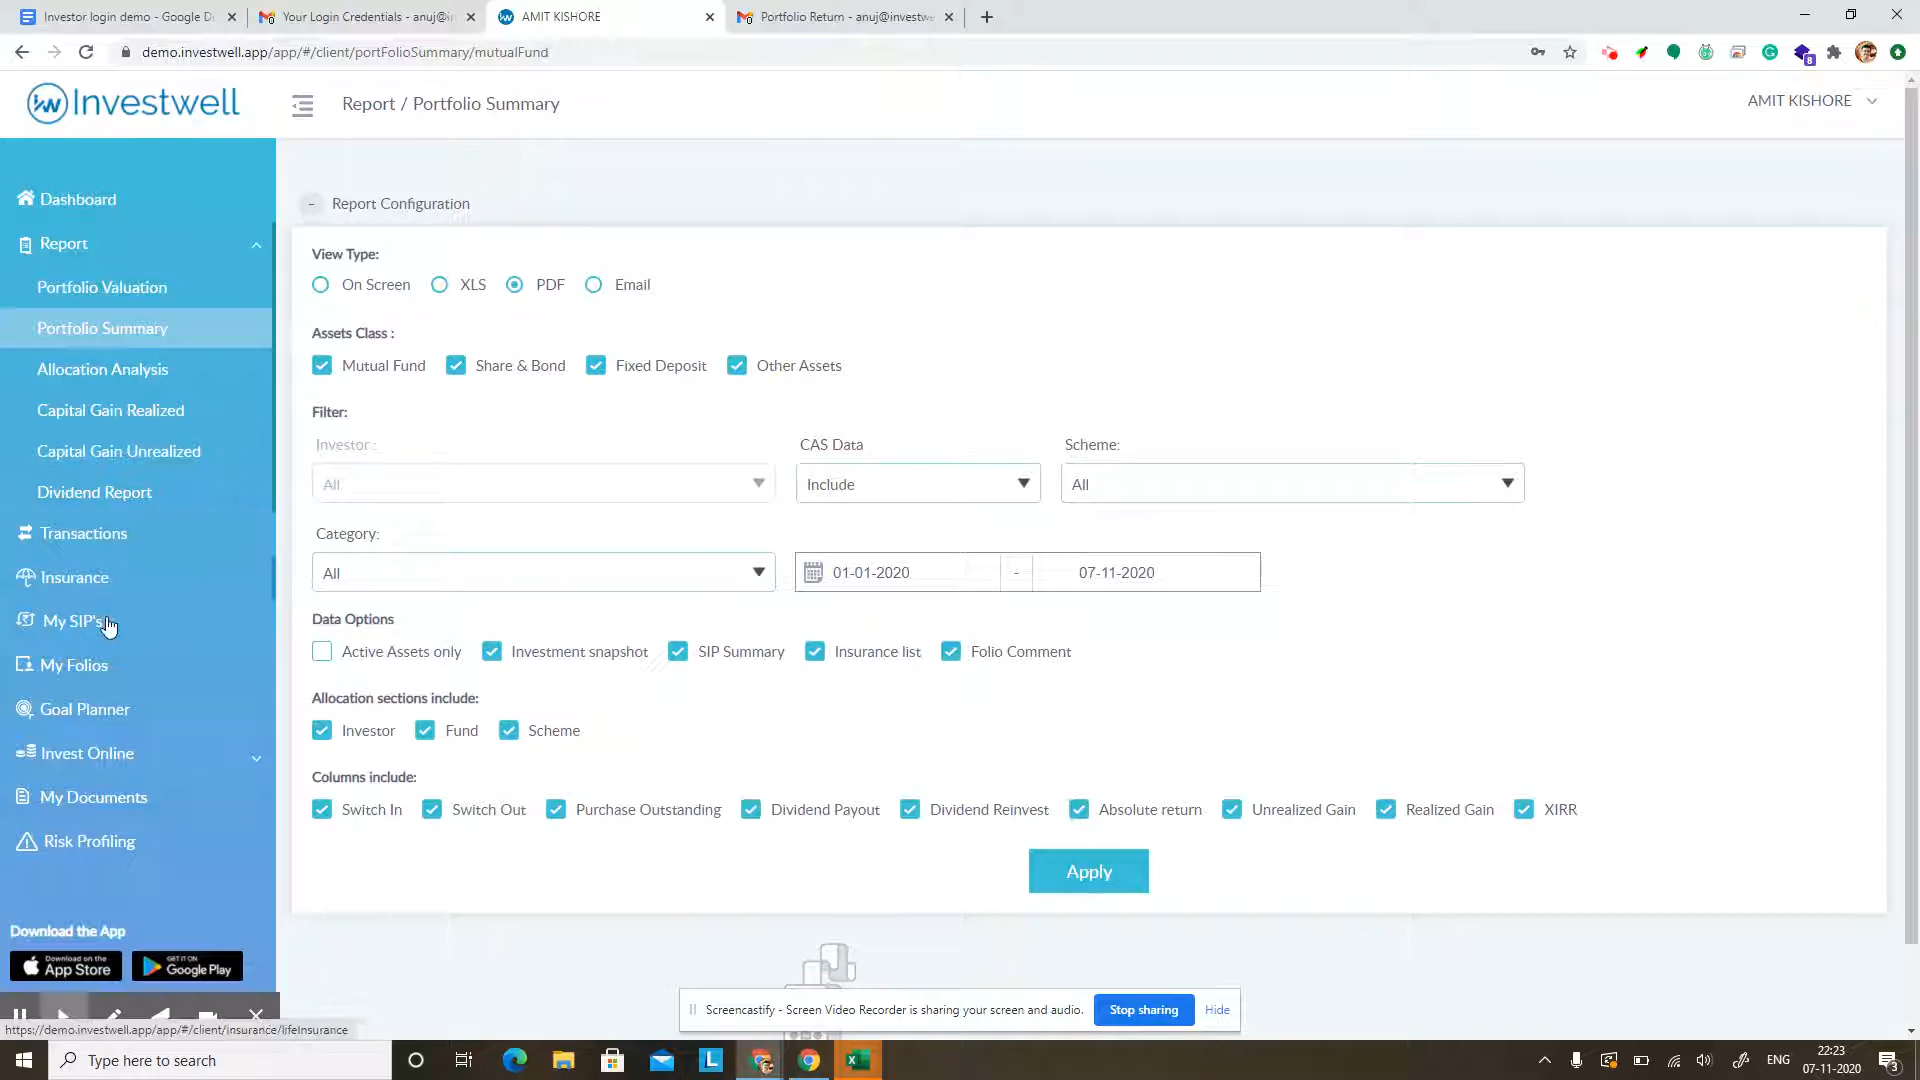 Investor login demo - Google D
Your Login Credentials - anuj@in
AMIT KISHORE
Portfolio Return - anuj@investwe
demo.investwell.app/app/#/client/portFolioSummary/mutualFund
8
iw Investwell
Report / Portfolio Summary
AMIT KISHORE
Dashboard
Report
Portfolio Valuation
Portfolio Summary
Allocation Analysis
Capital Gain Realized
Capital Gain Unrealized
Dividend Report
Transactions
Insurance
My SIP's
My Folios
Goal Planner
Invest Online
My Documents
Risk Profiling
Download the App
Download on the
App Store
GET IT ON
Google Play
- Report Configuration
View Type:
On Screen XLS PDF Email
Assets Class :
Mutual Fund Share & Bond Fixed Deposit Other Assets
Filter:
Investor : CAS Data Scheme:
All Include All
Category:
All 01-01-2020 - 07-11-2020
Data Options
Active Assets only Investment snapshot SIP Summary Insurance list Folio Comment
Allocation sections include:
Investor Fund Scheme
Columns include:
Switch In Switch Out Purchase Outstanding Dividend Payout Dividend Reinvest Absolute return Unrealized Gain Realized Gain XIRR
Apply
Screencastify - Screen Video Recorder is sharing your screen and audio. Stop sharing Hide
https://demo.investwell.app/app/#/client/insurance/lifeInsurance
Type here to search
L
ENG
22:23
07-11-2020
3